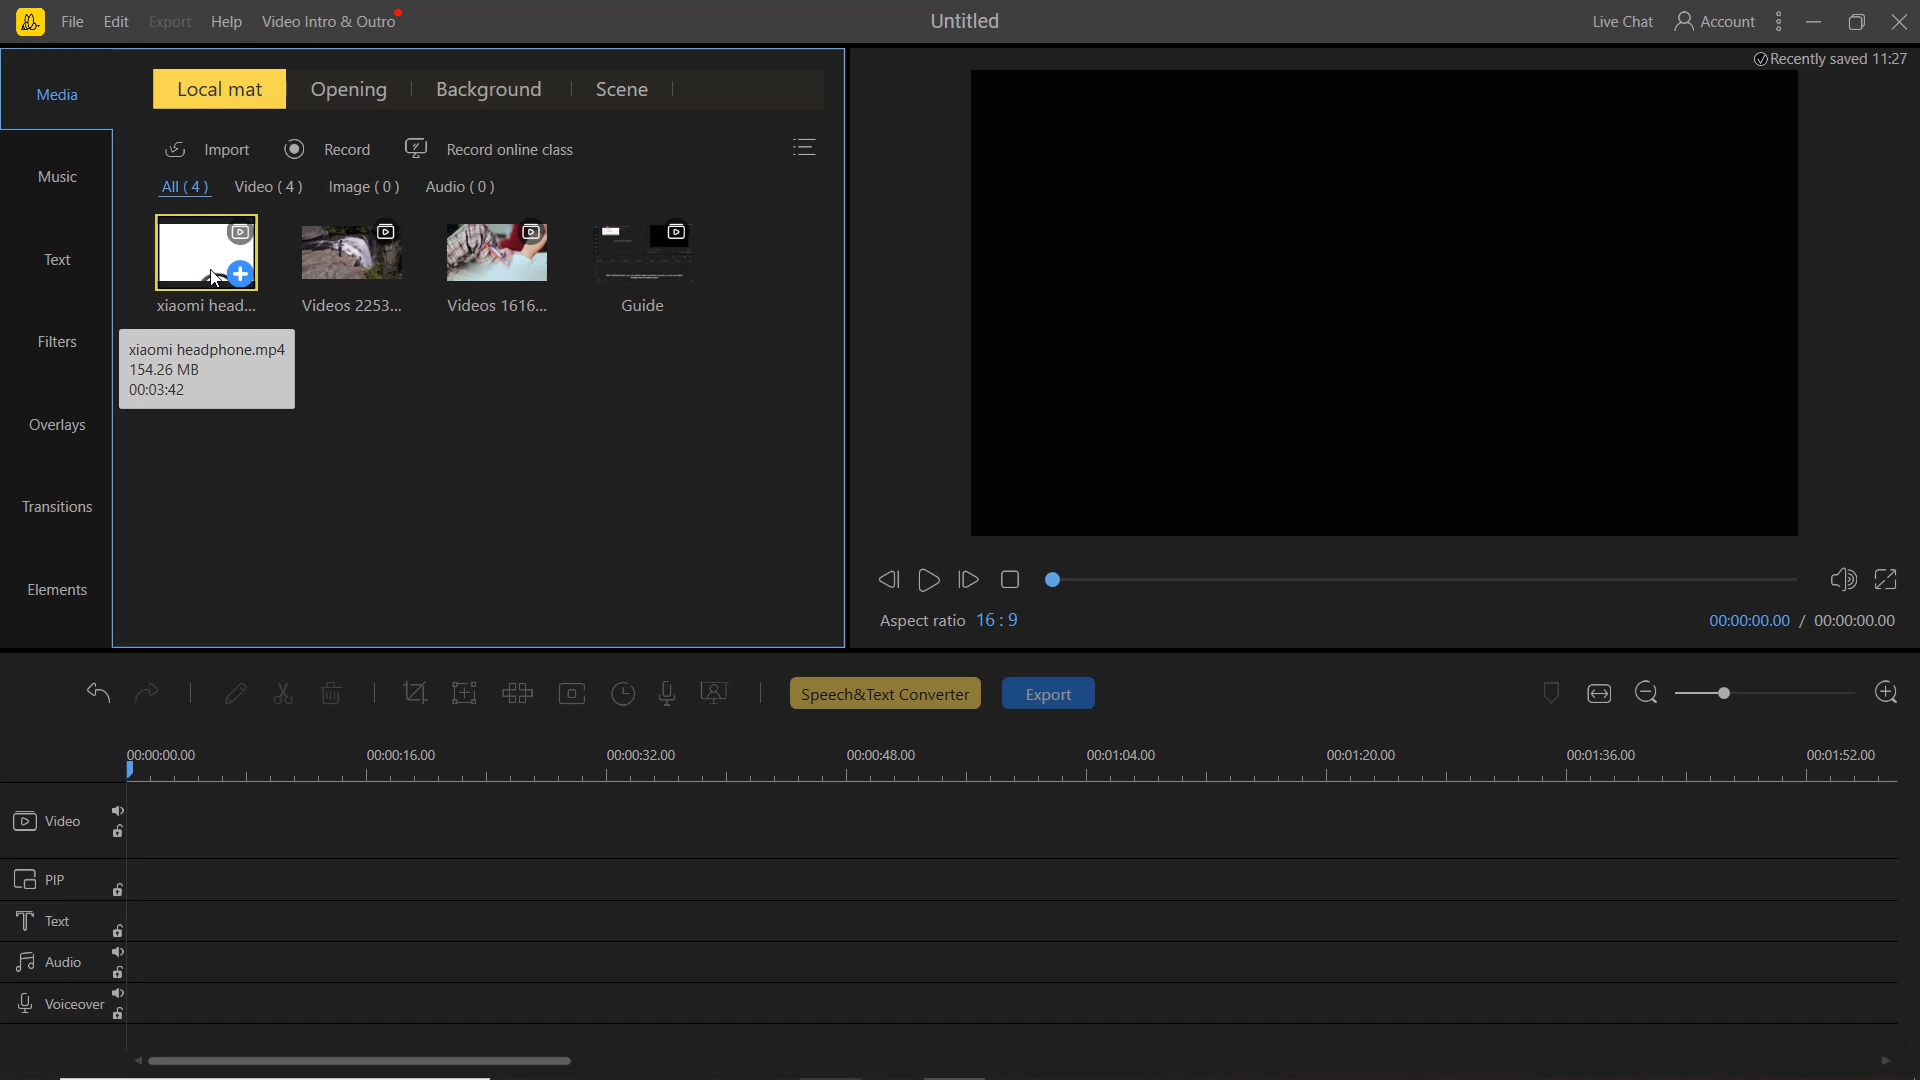 File Edit Export Help Video Intro & Outro Untitled Live Chat Account
Recently saved 11:27
Media
Local mat Opening Background Scene
Import Record Record online class
All ( 4 ) Video ( 4 ) Image ( 0 ) Audio ( 0 )
Music
Text
Filters
Overlays
Transitions
Elements
xiaomi head... Videos 2253... Videos 1616... Guide
xiaomi headphone.mp4
154.26 MB
00:03:42
Aspect ratio 16 : 9 00:00:00.00 / 00:00:00.00
Speech&Text Converter Export
00:00:00.00 00:00:16.00 00:00:32.00 00:00:48.00 00:01:04.00 00:01:20.00 00:01:36.00 00:01:52.00
Video
PIP
Text
Audio
Voiceover